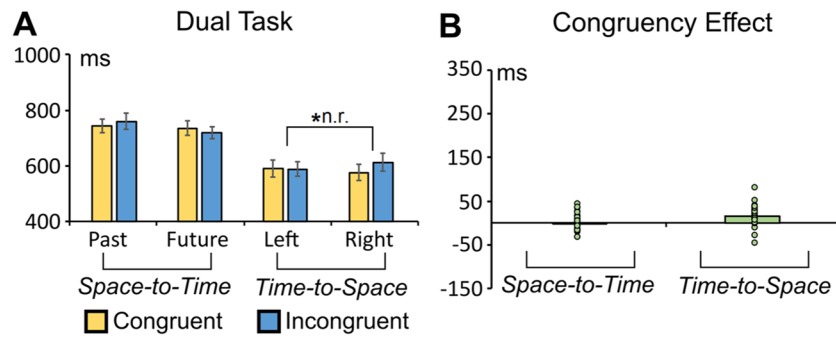 A
Dual Task
1000
ms
800
600
400
*n.r.
Past
Future
Left
Right
Space-to-Time
Time-to-Space
Congruent
Incongruent
B
Congruency Effect
350
ms
250
150
50
-50
-150
Space-to-Time
Time-to-Space